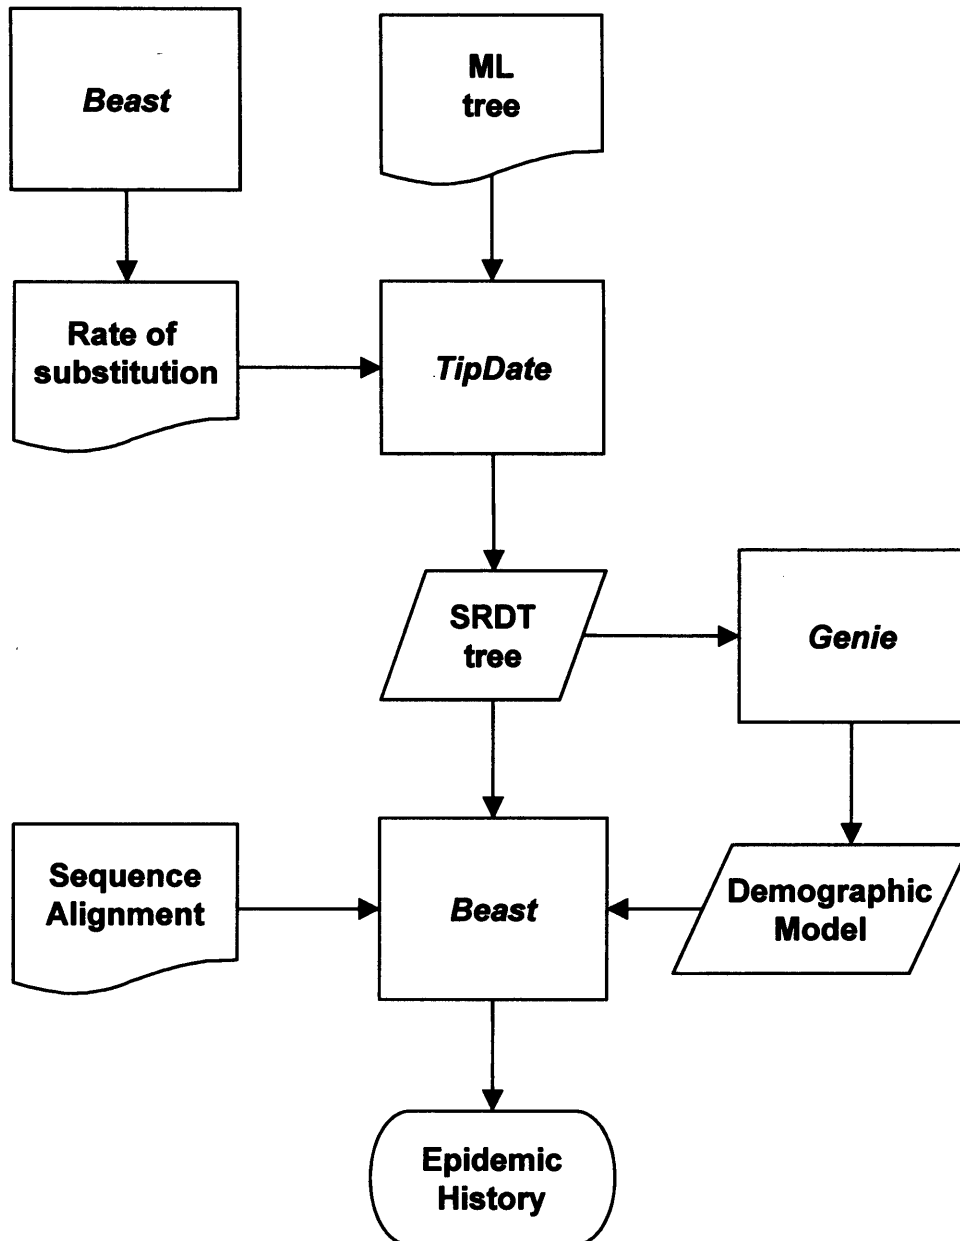 Beast
ML
tree
Rate of
substitution
TipDate
SRDT
tree
Genie
Sequence
Alignment
Beast
Demographic
Model
Epidemic
History